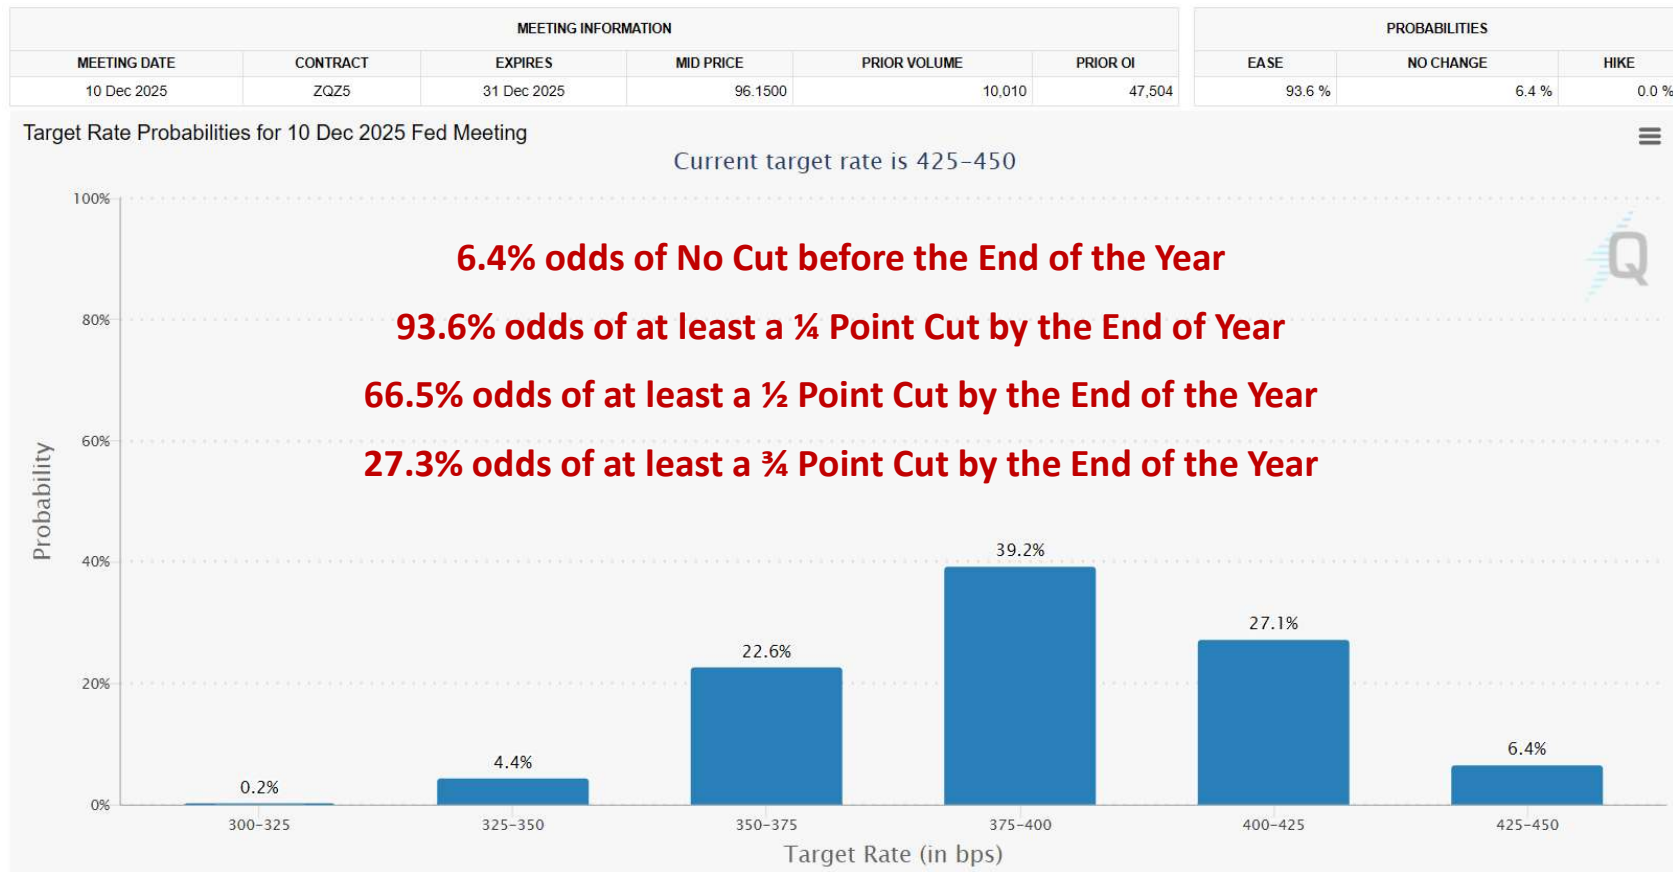 MEETING INFORMATION
MEETING DATE CONTRACT EXPIRES MID PRICE PRIOR VOLUME PRIOR OI
10 Dec 2025 ZQZ5 31 Dec 2025 96.1500 10,010 47,504
PROBABILITIES
EASE NO CHANGE HIKE
93.6 % 6.4 % 0.0 %
Target Rate Probabilities for 10 Dec 2025 Fed Meeting
Current target rate is 425–450
Q
6.4% odds of No Cut before the End of the Year
93.6% odds of at least a ¼ Point Cut by the End of Year
66.5% odds of at least a ½ Point Cut by the End of the Year
27.3% odds of at least a ¾ Point Cut by the End of the Year
Probability
100%
80%
60%
40%
20%
0%
0.2%
4.4%
22.6%
39.2%
27.1%
6.4%
300–325 325–350 350–375 375–400 400–425 425–450
Target Rate (in bps)